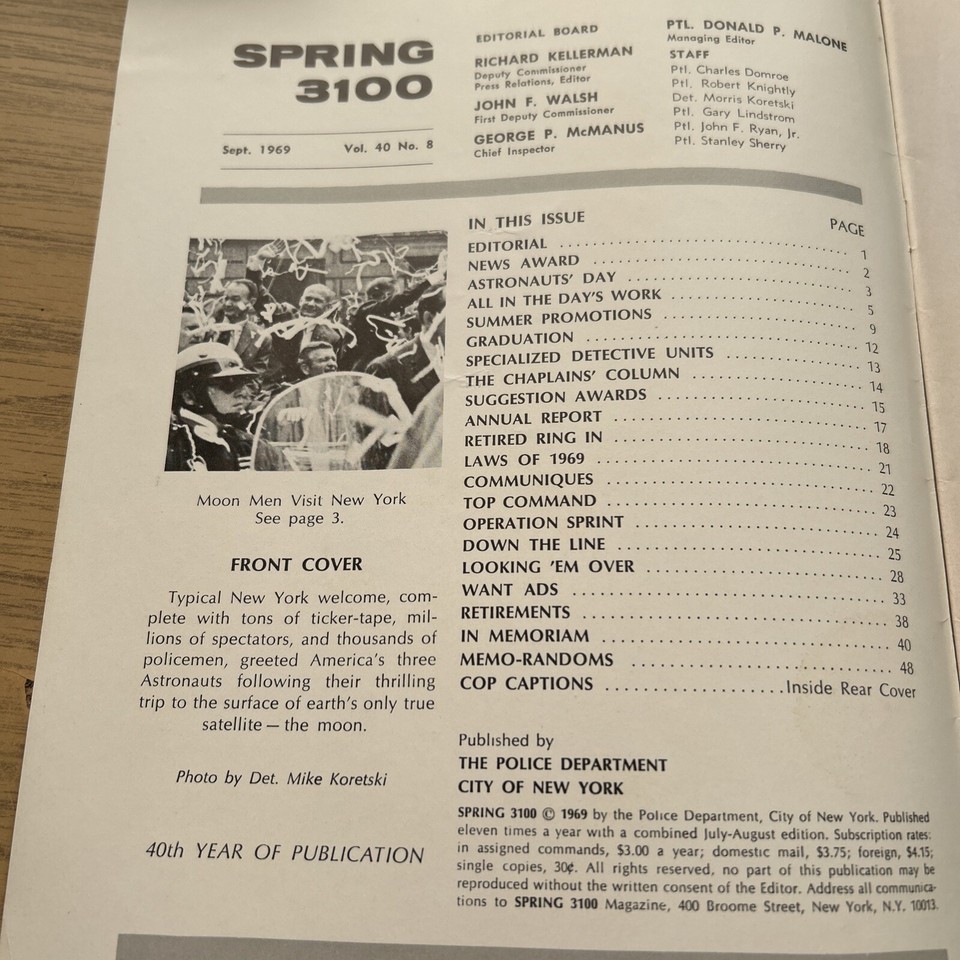 SPRING
3100
Sept. 1969 Vol. 40 No. 8
EDITORIAL BOARD
RICHARD KELLERMAN
Deputy Commissioner
Press Relations, Editor
JOHN F. WALSH
First Deputy Commissioner
GEORGE P. McMANUS
Chief Inspector
PTL. DONALD P. MALONE
Managing Editor
STAFF
Ptl. Charles Domroe
Ptl. Robert Knightly
Det. Morris Koretski
Ptl. Gary Lindstrom
Ptl. John F. Ryan, Jr.
Ptl. Stanley Sherry
Moon Men Visit New York
See page 3.
FRONT COVER
Typical New York welcome, com-
plete with tons of ticker-tape, mil-
lions of spectators, and thousands of
policemen, greeted America's three
Astronauts following their thrilling
trip to the surface of earth's only true
satellite — the moon.
Photo by Det. Mike Koretski
40th YEAR OF PUBLICATION
IN THIS ISSUE PAGE
EDITORIAL 1
NEWS AWARD 2
ASTRONAUTS' DAY 3
ALL IN THE DAY'S WORK 5
SUMMER PROMOTIONS 9
GRADUATION 12
SPECIALIZED DETECTIVE UNITS 13
THE CHAPLAINS' COLUMN 14
SUGGESTION AWARDS 15
ANNUAL REPORT 17
RETIRED RING IN 18
LAWS OF 1969 21
COMMUNIQUES 22
TOP COMMAND 23
OPERATION SPRINT 24
DOWN THE LINE 25
LOOKING 'EM OVER 28
WANT ADS 33
RETIREMENTS 38
IN MEMORIAM 40
MEMO-RANDOMS 48
COP CAPTIONS Inside Rear Cover
Published by
THE POLICE DEPARTMENT
CITY OF NEW YORK
SPRING 3100 © 1969 by the Police Department, City of New York. Published
eleven times a year with a combined July-August edition. Subscription rates:
in assigned commands, $3.00 a year; domestic mail, $3.75; foreign, $4.15;
single copies, 30¢. All rights reserved, no part of this publication may be
reproduced without the written consent of the Editor. Address all communica-
tions to SPRING 3100 Magazine, 400 Broome Street, New York, N.Y. 10013.